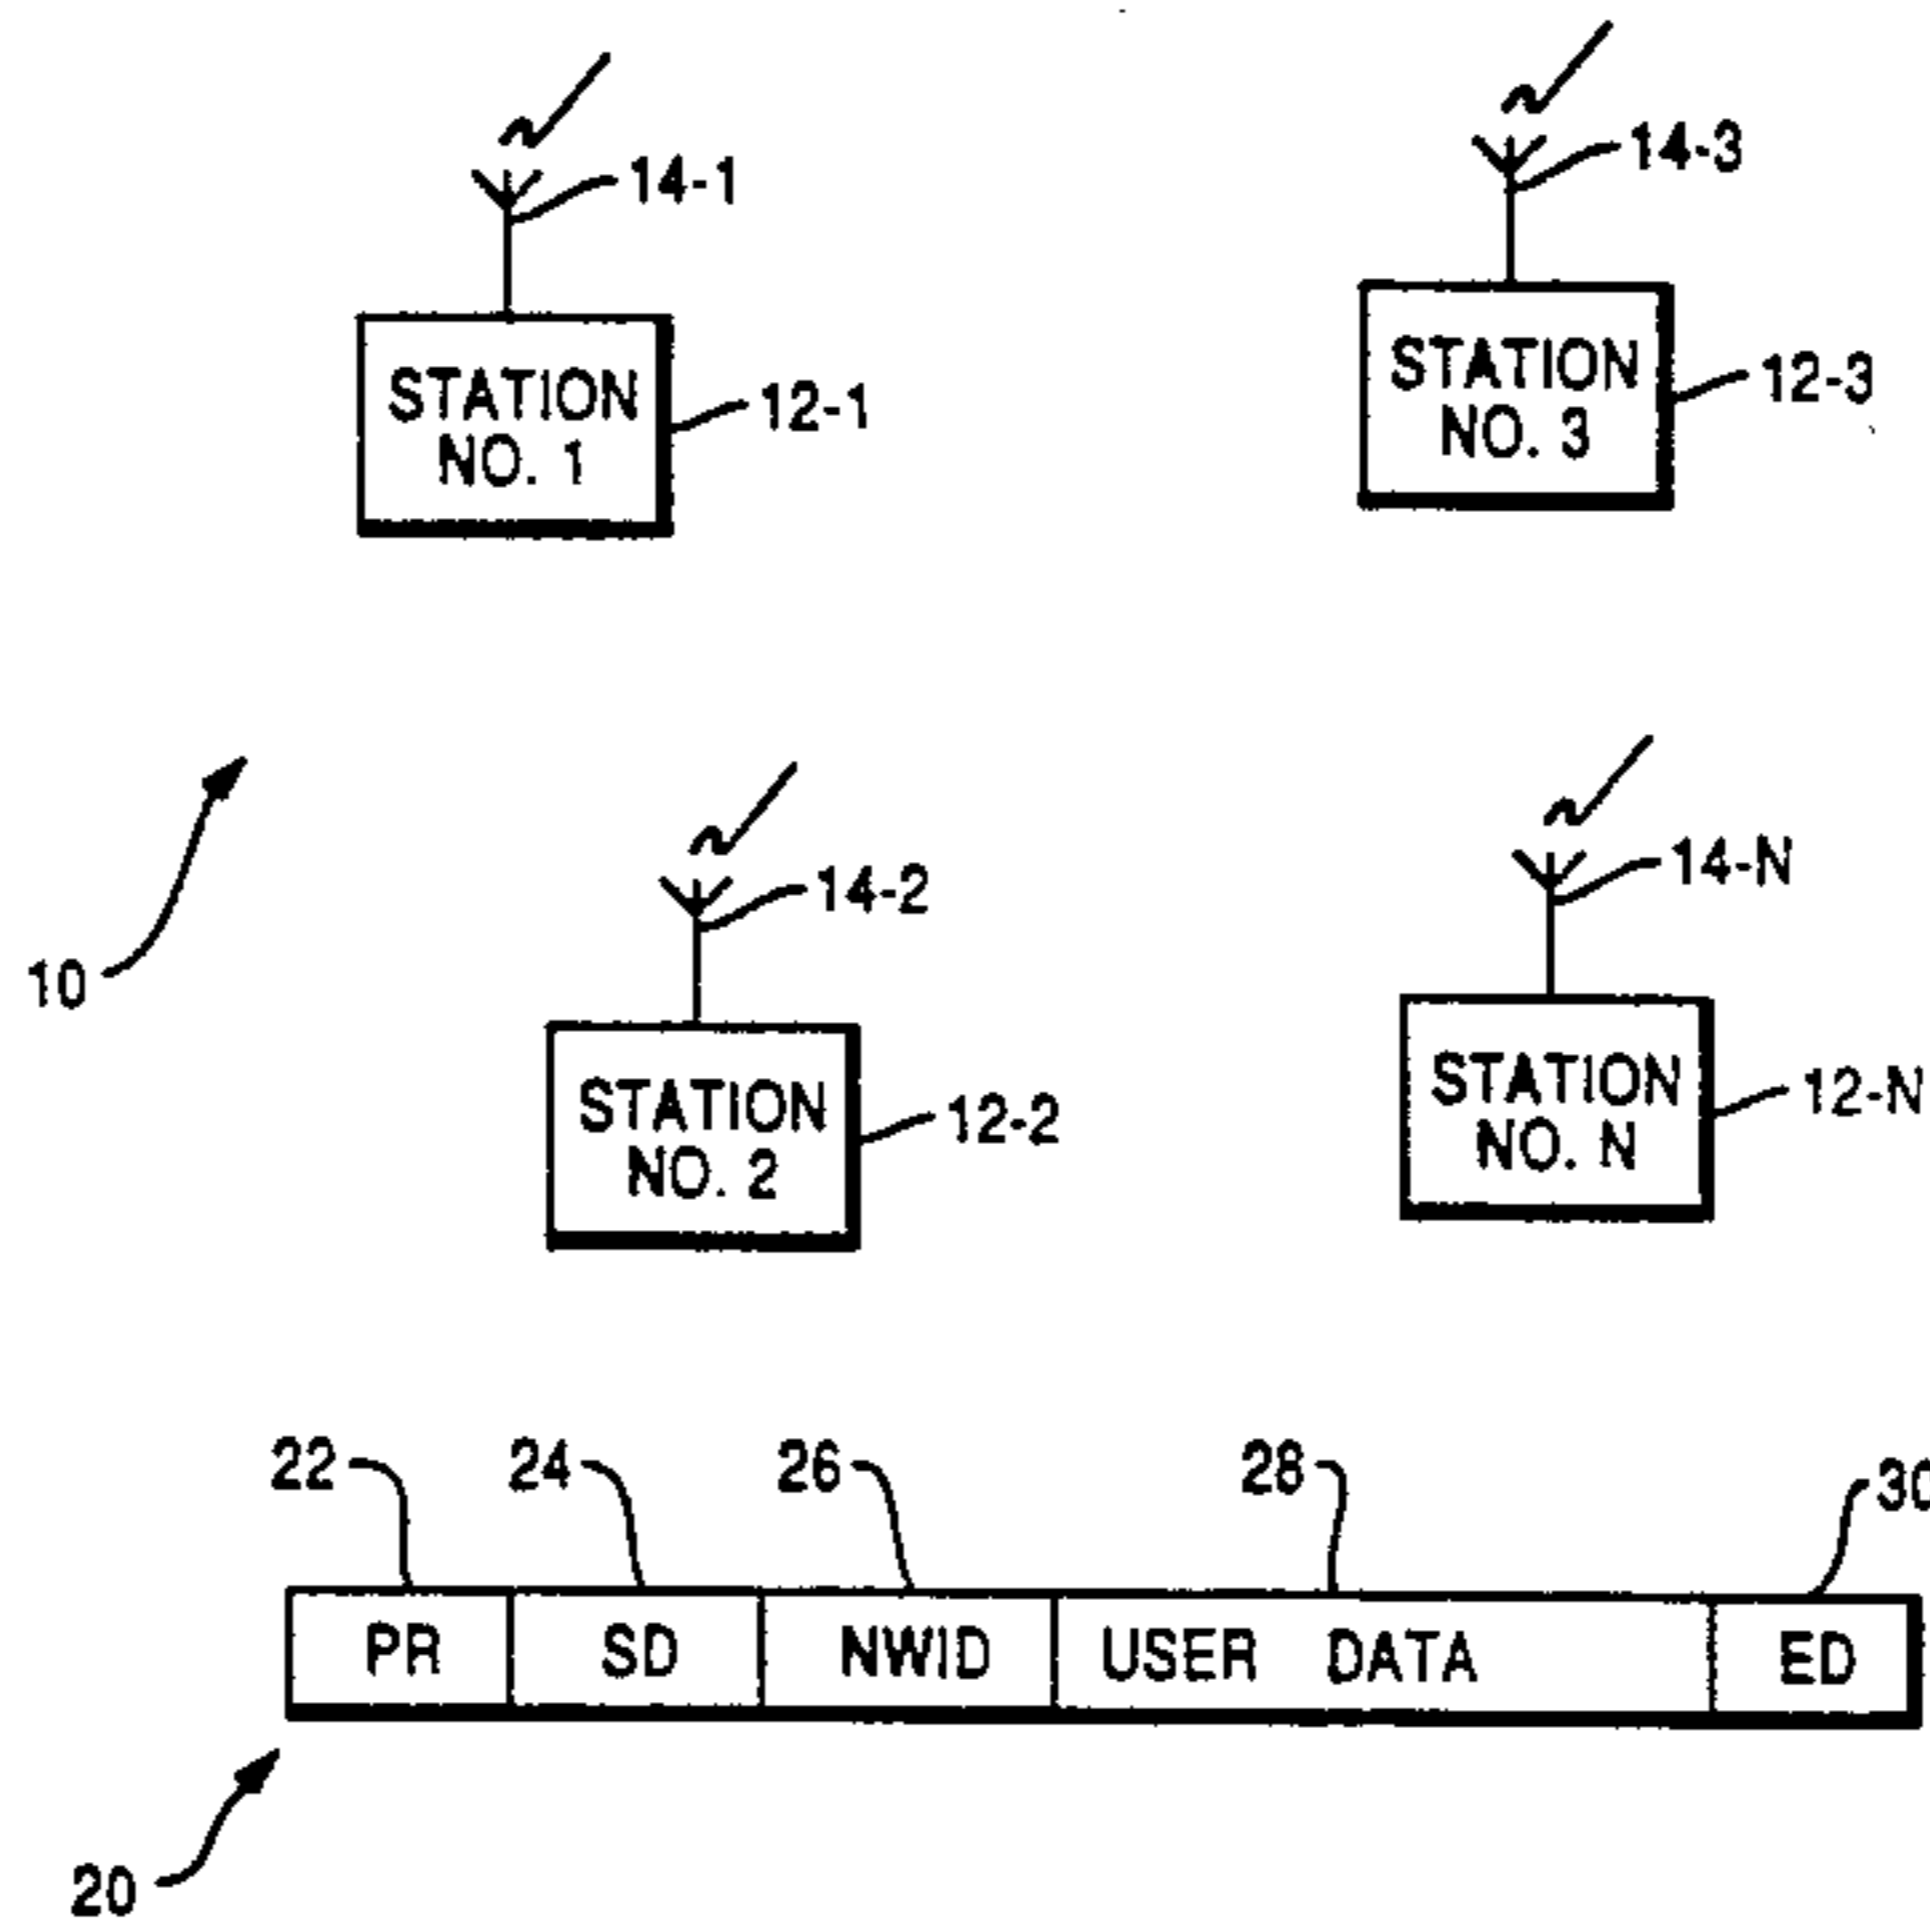 14-1
14-3
STATION
NO. 1
12-1
STATION
NO. 3
12-3
14-2
14-N
10
STATION
NO. 2
12-2
STATION
NO. N
12-N
22
24
26
28
30
PR
SD
NWID
USER DATA
ED
20